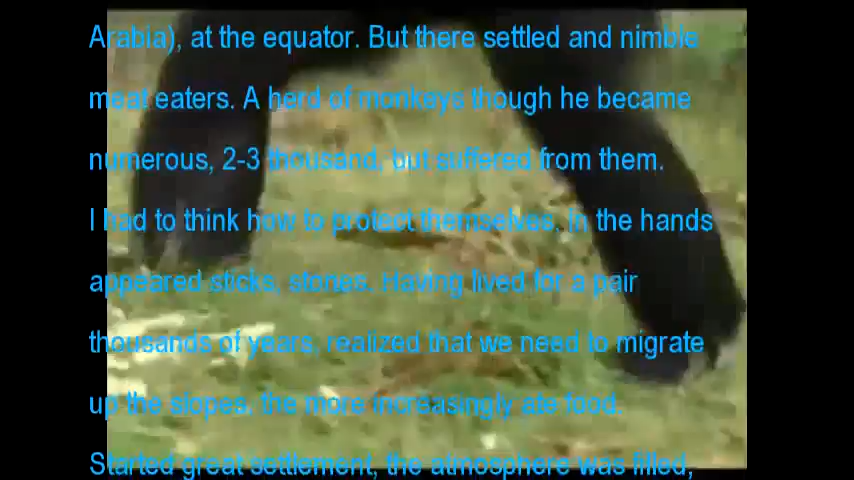 Arabia), at the equator. But there settled and nimble
meat eaters. A herd of monkeys though he became
numerous, 2-3 thousand, but suffered from them.
I had to think how to protect themselves. In the hands
appeared sticks, stones. Having lived for a pair
thousands of years, realized that we need to migrate
up the slopes, the more increasingly ate food.
Started great settlement, the atmosphere was filled,